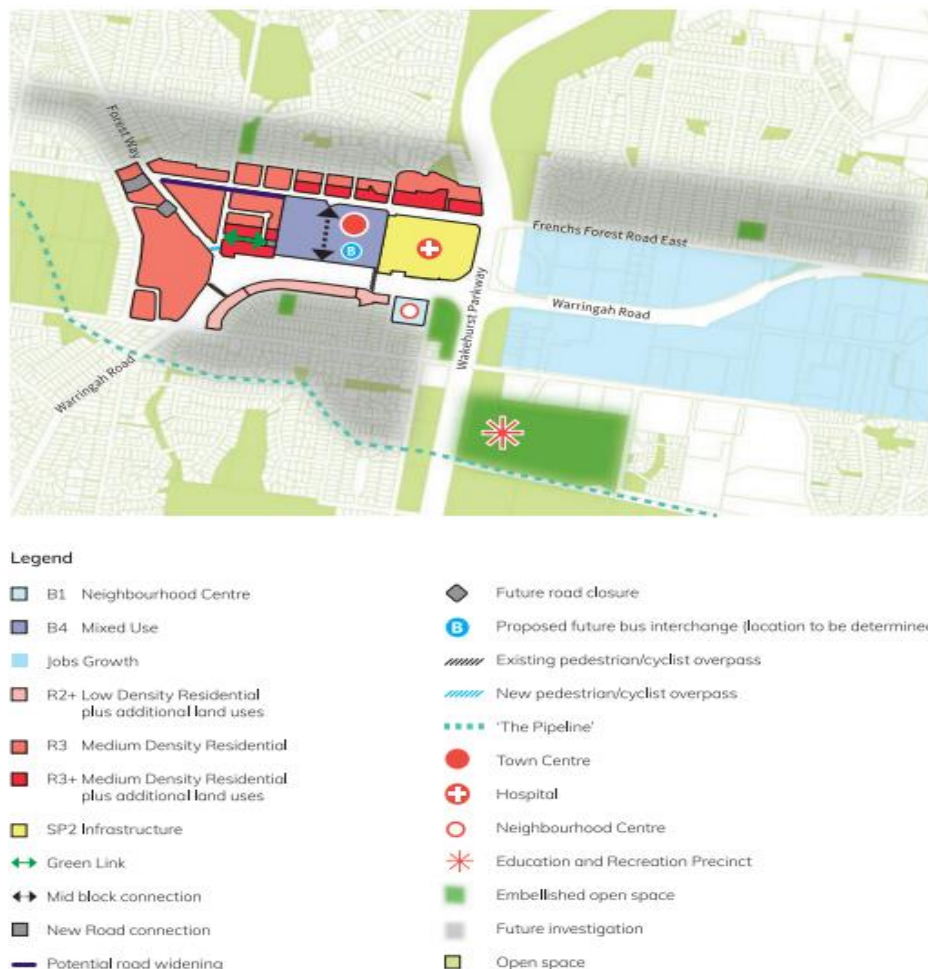 Forest Way
Frenchs Forest Road East
B
Warringah Road
Wakehurst Parkway
Warringah Road
Legend
B1 Neighbourhood Centre
B4 Mixed Use
Jobs Growth
R2+ Low Density Residential
plus additional land uses
R3 Medium Density Residential
R3+ Medium Density Residential
plus additional land uses
SP2 Infrastructure
Green Link
Mid block connection
New Road connection
Potential road widening
Future road closure
B Proposed future bus interchange (location to be determined
Existing pedestrian/cyclist overpass
New pedestrian/cyclist overpass
'The Pipeline'
Town Centre
Hospital
Neighbourhood Centre
Education and Recreation Precinct
Embellished open space
Future investigation
Open space